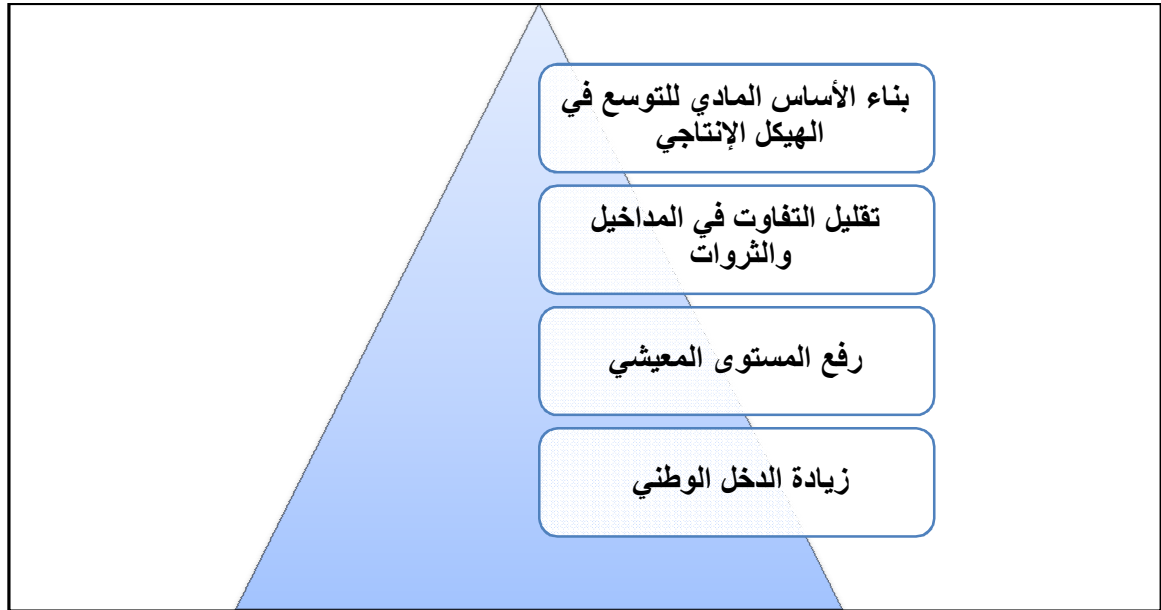 بناء الأساس المادي للتوسع في
الهيكل الإنتاجي
تقليل التفاوت في المداخيل
والثروات
رفع المستوى المعيشي
زيادة الدخل الوطني